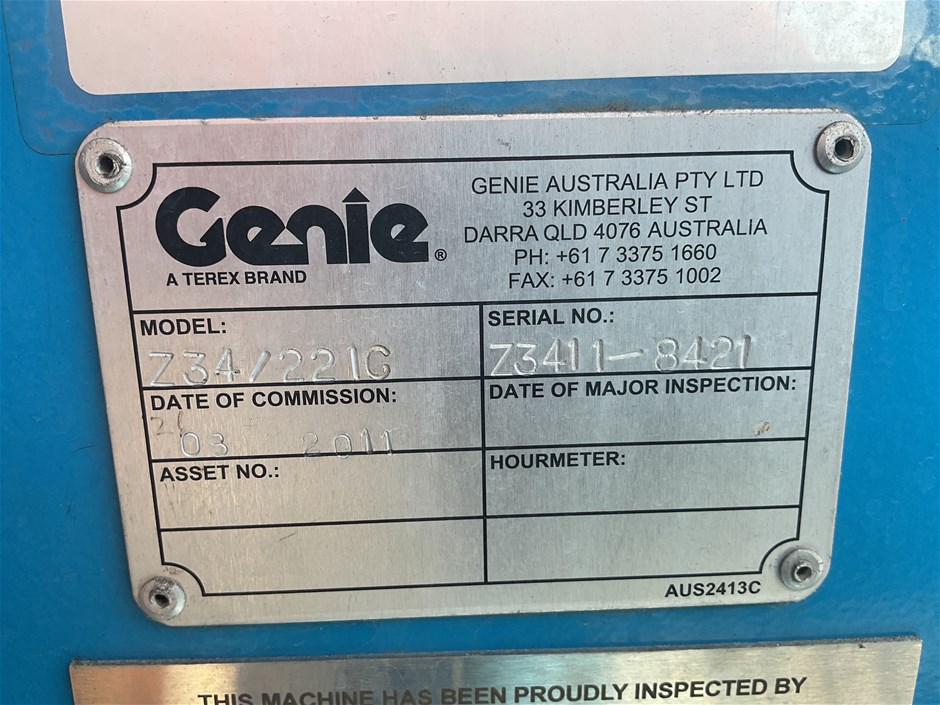 Genie®
A TEREX BRAND
GENIE AUSTRALIA PTY LTD
33 KIMBERLEY ST
DARRA QLD 4076 AUSTRALIA
PH: +61 7 3375 1660
FAX: +61 7 3375 1002
MODEL:
Z34/221C
SERIAL NO.:
Z3411-8421
DATE OF COMMISSION:
03 2011
DATE OF MAJOR INSPECTION:
ASSET NO.:
HOURMETER:
AUS2413C
THIS MACHINE HAS BEEN PROUDLY INSPECTED BY